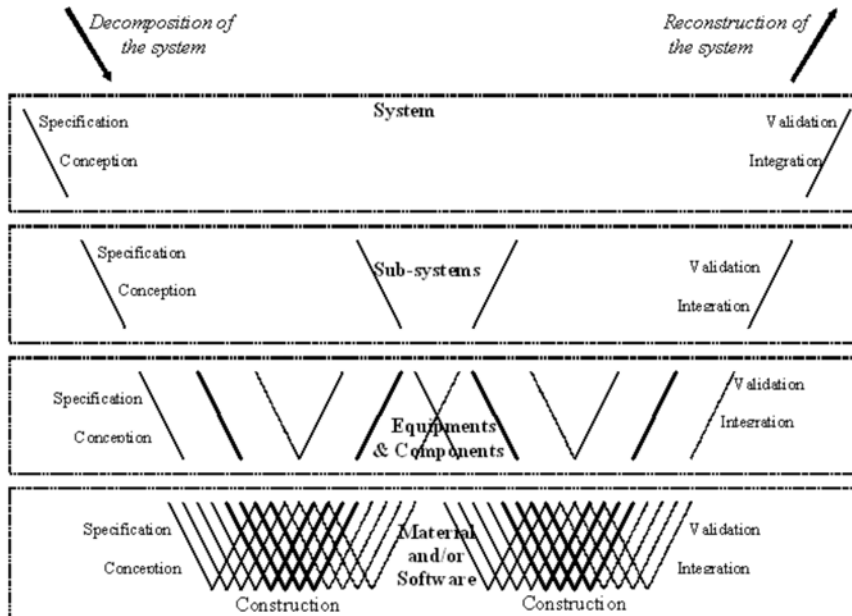 Decomposition of
the system
Reconstruction of
the system
System
Specification
Conception
Validation
Integration
Sub-systems
Specification
Conception
Validation
Integration
Specification
Conception
Equipments
& Components
Validation
Integration
Specification
Conception
Material
and/or
Software
Validation
Integration
Construction
Construction